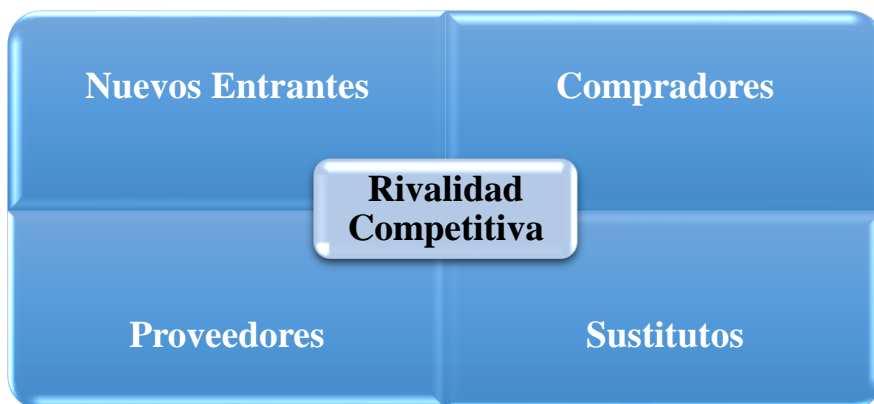 Nuevos Entrantes
Compradores
Rivalidad
Competitiva
Proveedores
Sustitutos